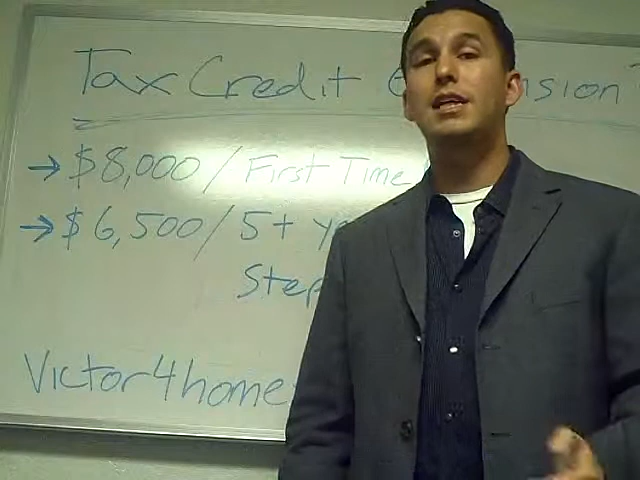 Tax Credit
→ $8,000 / First Time
→ $6,500 / 5+
Step
Victor4home